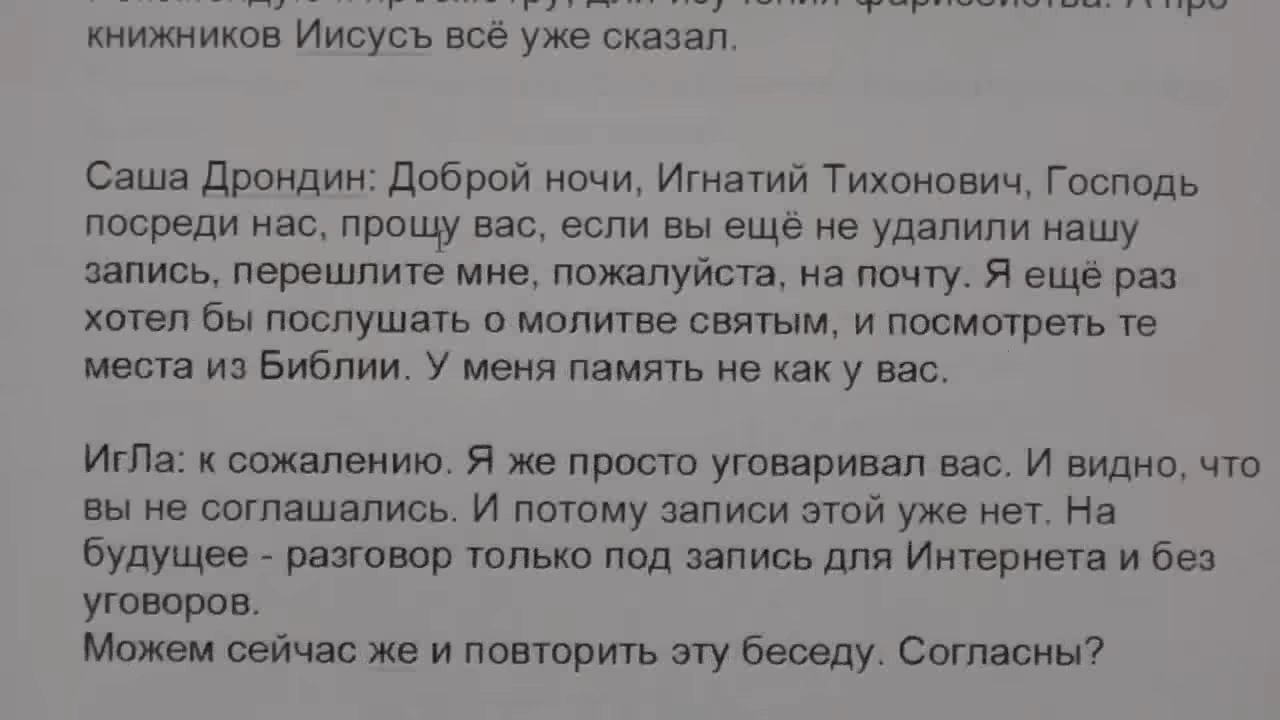 книжников Иисусъ всё уже сказал.
Саша Дрондин: Доброй ночи, Игнатий Тихонович, Господь
посреди нас, прошу вас, если вы ещё не удалили нашу
запись, перешлите мне, пожалуйста, на почту. Я ещё раз
хотел бы послушать о молитве святым, и посмотреть те
места из Библии. У меня память не как у вас.
ИгЛа: к сожалению. Я же просто уговаривал вас. И видно, что
вы не соглашались. И потому записи этой уже нет. На
будущее - разговор только под запись для Интернета и без
уговоров.
Можем сейчас же и повторить эту беседу. Согласны?